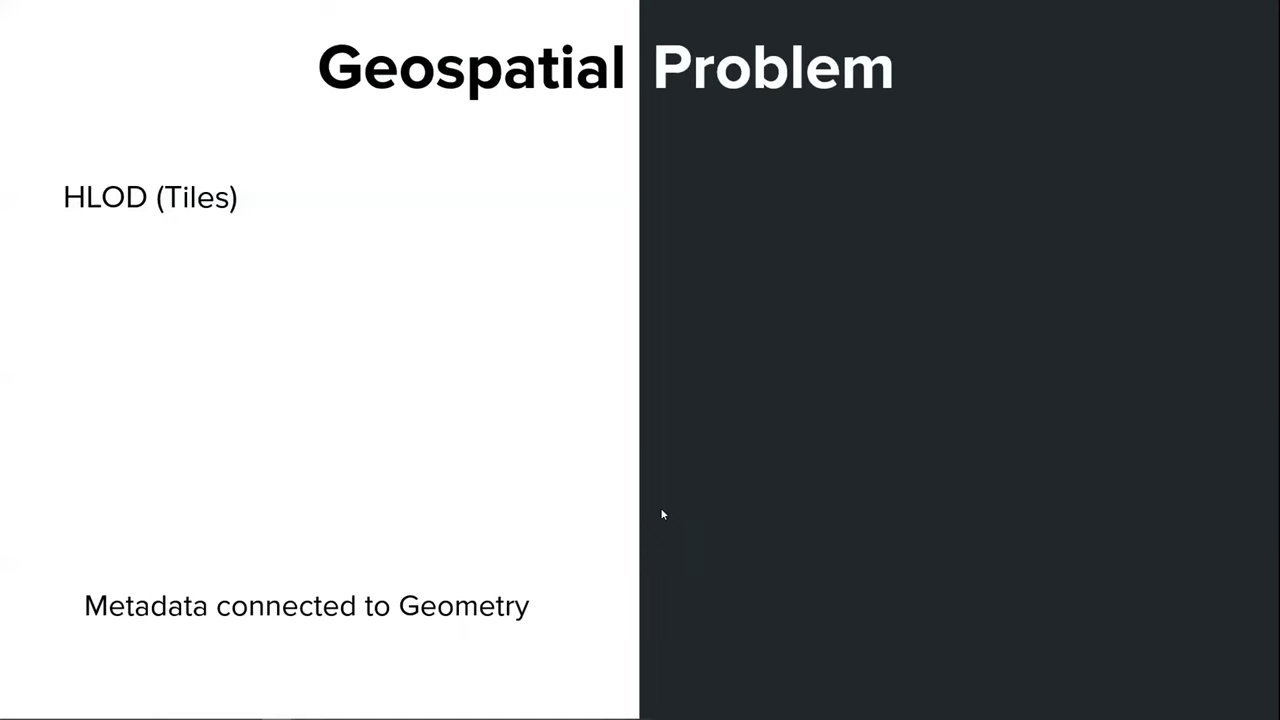 Geospatial Problem
HLOD (Tiles)
Metadata connected to Geometry